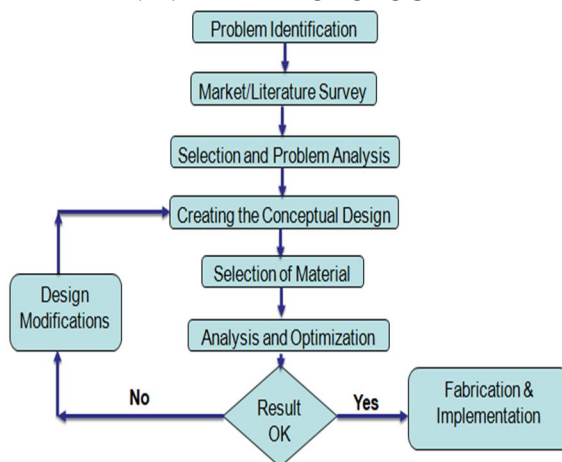 Problem Identification
Market/Literature Survey
Selection and Problem Analysis
Creating the Conceptual Design
Selection of Material
Design
Modifications
Analysis and Optimization
No
Result
OK
Yes
Fabrication &
Implementation